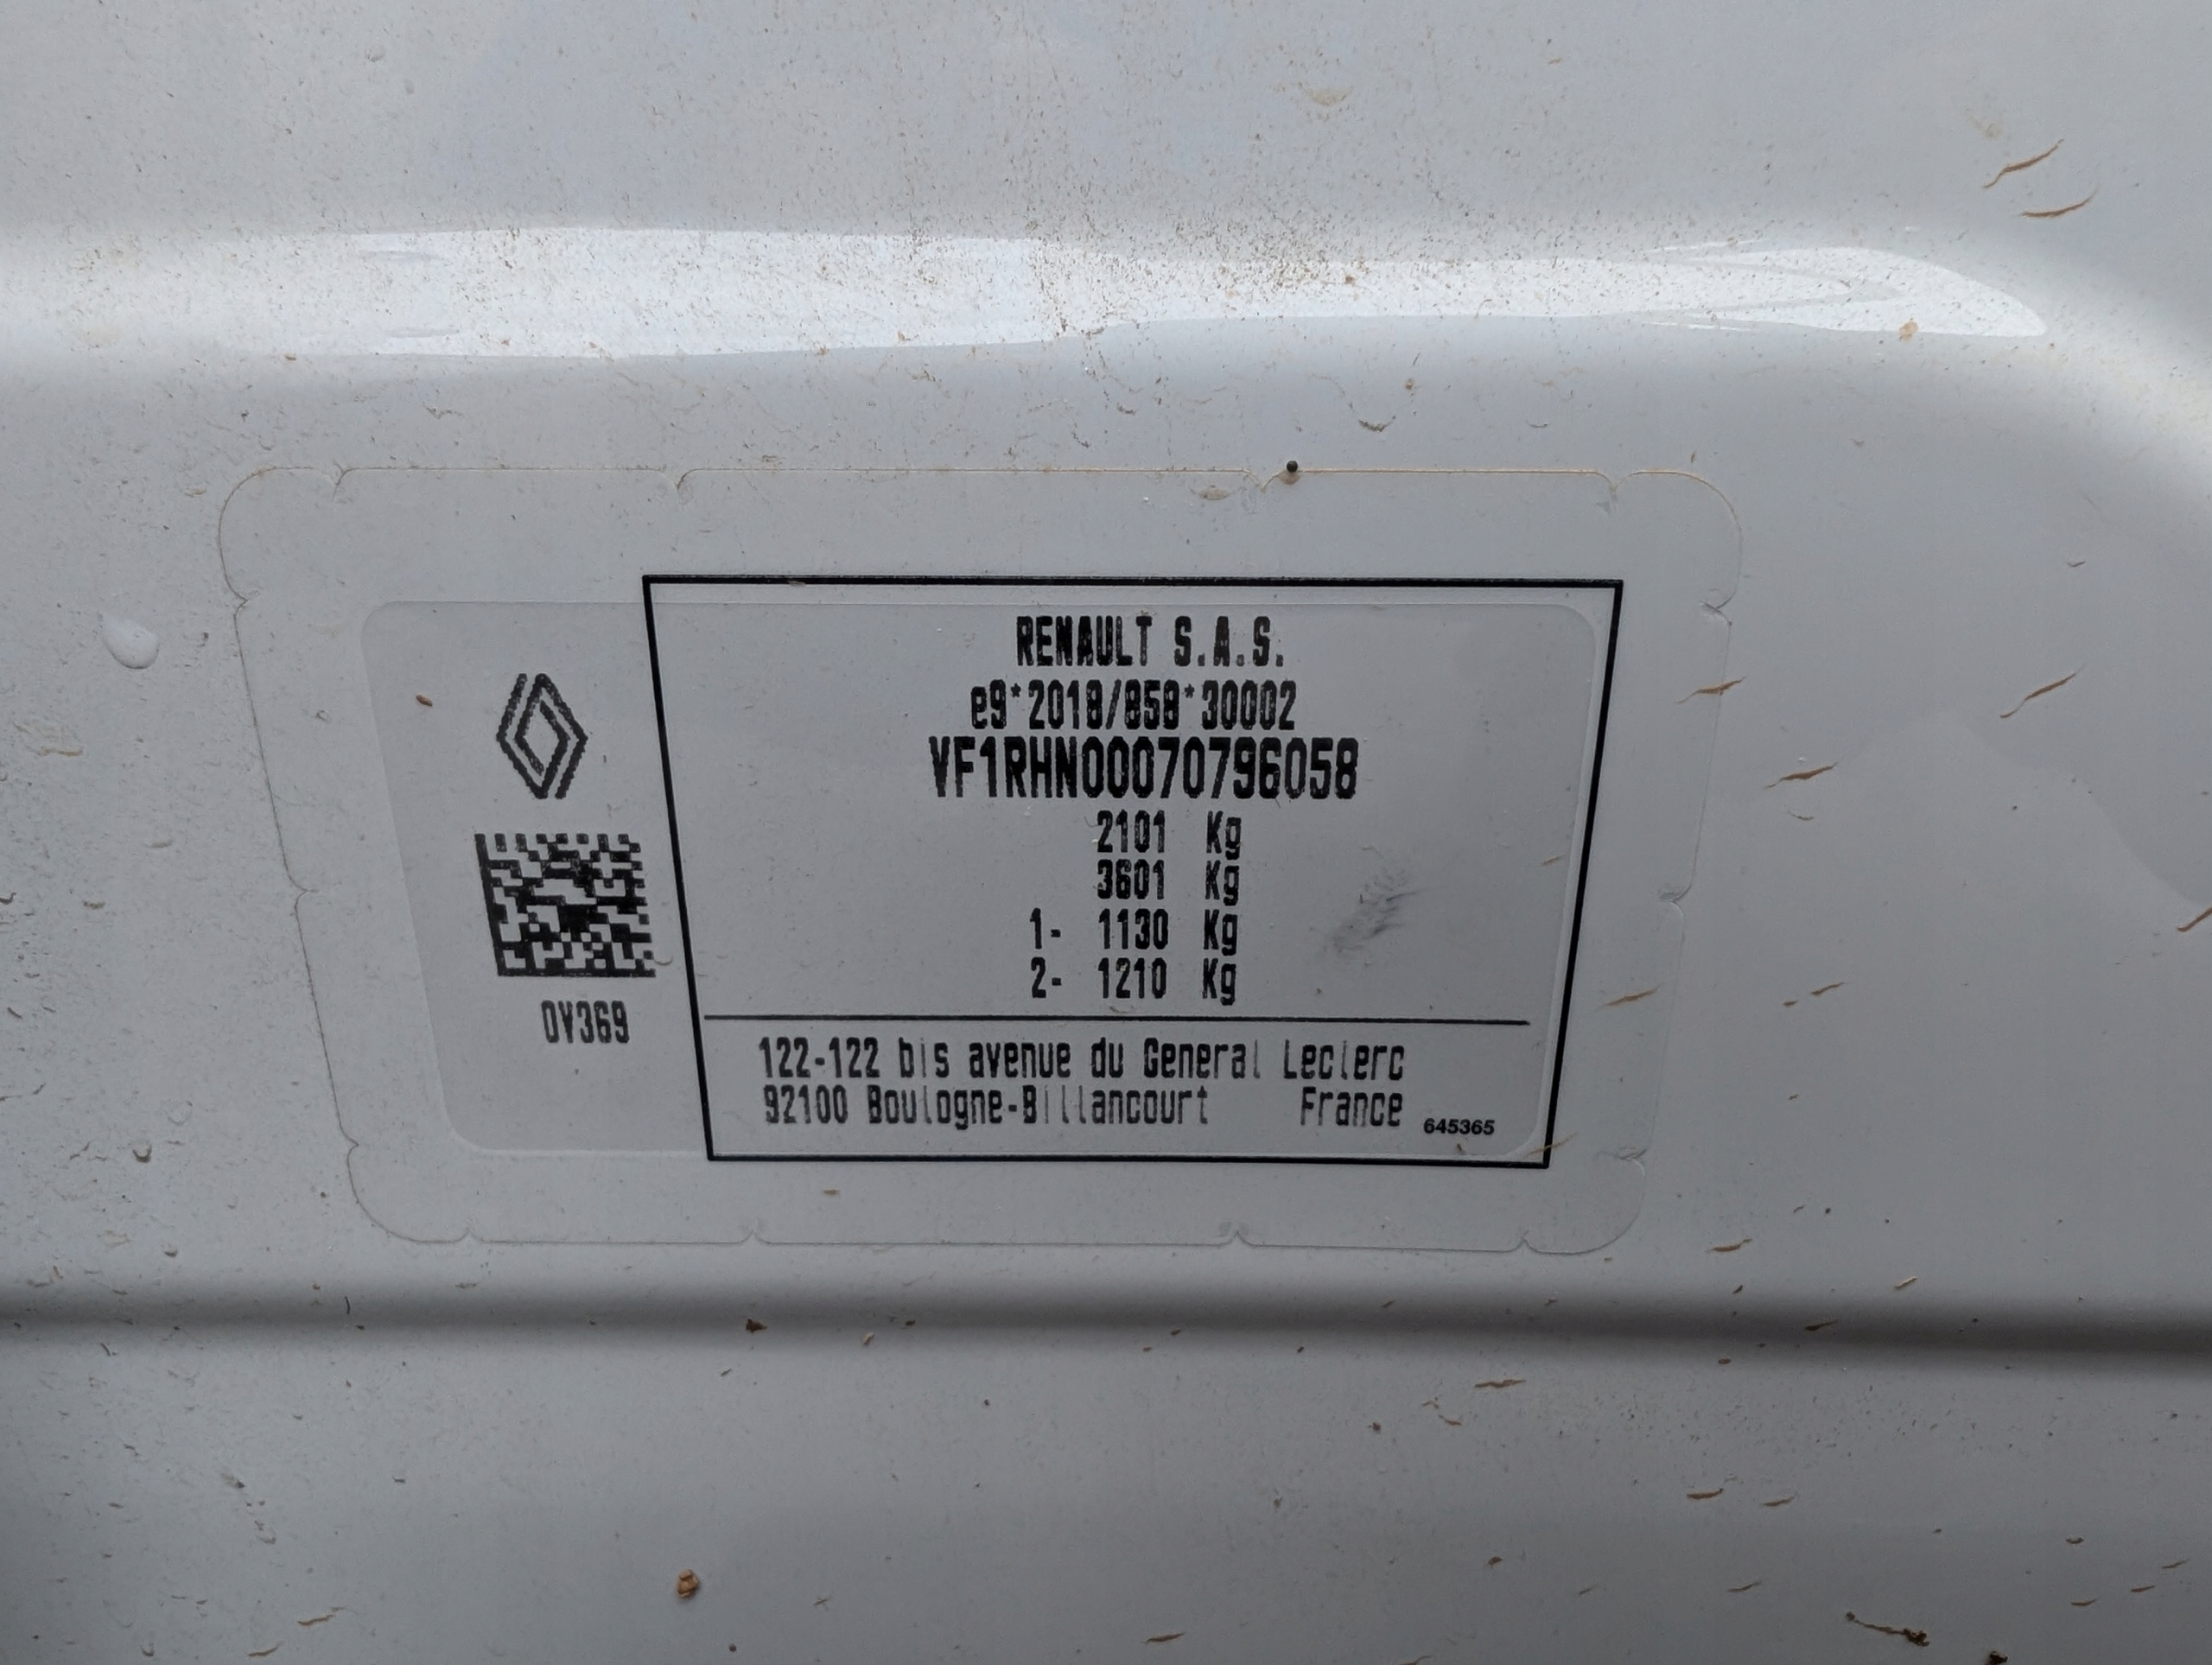 RENAULT S.A.S.
e9*2018/858*30002
VF1RHN00070796058
2101 Kg
3601 Kg
1- 1130 Kg
2- 1210 Kg
0V369
122-122 bis avenue du General Leclerc
92100 Boulogne-Billancourt France
645365